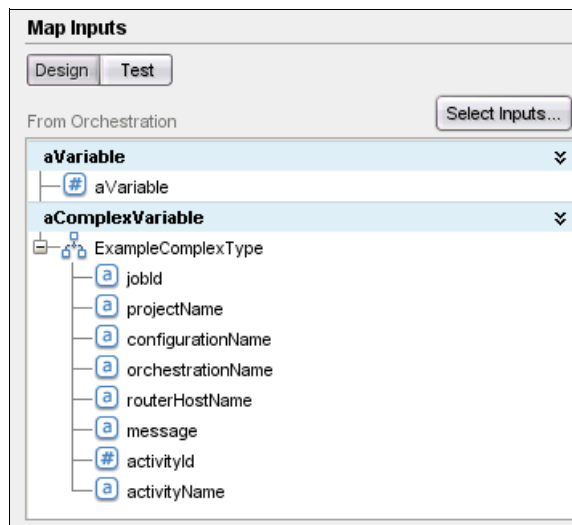 Map Inputs
Design Test
Select Inputs...
From Orchestration
aVariable
# aVariable
aComplexVariable
ExampleComplexType
a jobId
a projectName
a configurationName
a orchestrationName
a routerHostName
a message
# activityId
a activityName